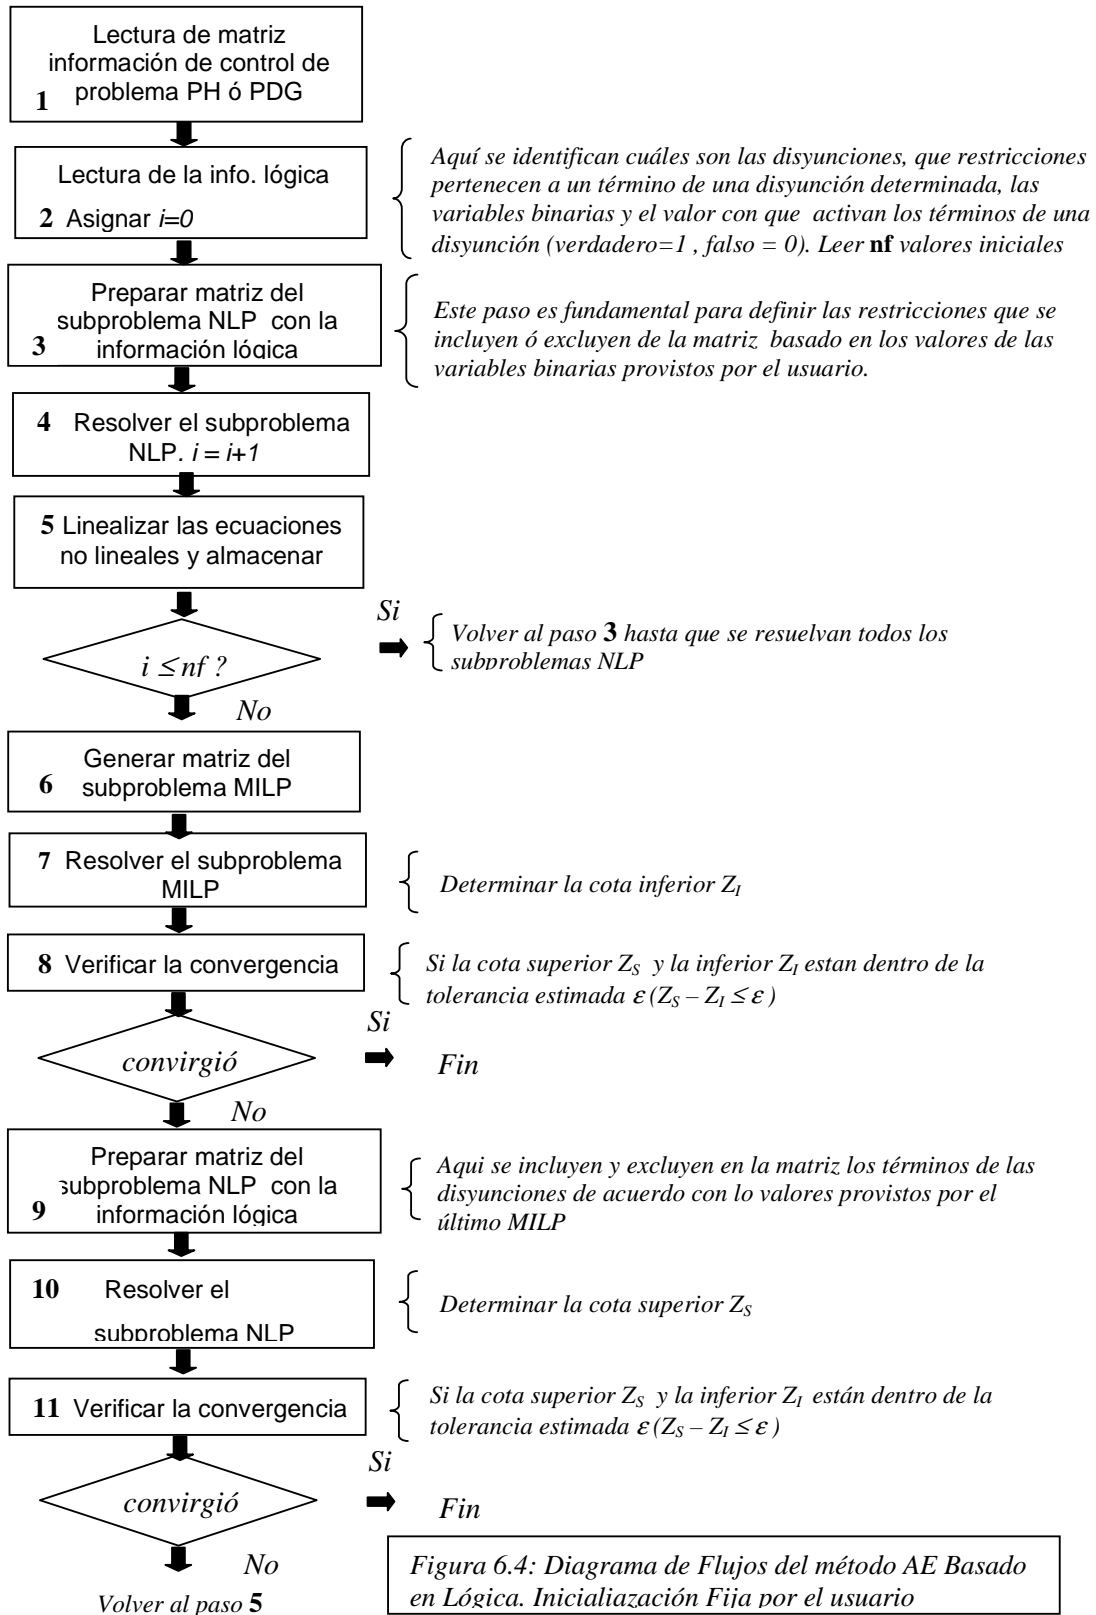 Lectura de matriz
información de control de
1 problema PH ó PDG
Lectura de la info. lógica
2 Asignar i=0
Aquí se identifican cuáles son las disyunciones, que restricciones
pertenecen a un término de una disyunción determinada, las
variables binarias y el valor con que activan los términos de una
disyunción (verdadero=1 , falso = 0). Leer nf valores iniciales
Preparar matriz del
subproblema NLP con la
3 información lógica
Este paso es fundamental para definir las restricciones que se
incluyen ó excluyen de la matriz basado en los valores de las
variables binarias provistos por el usuario.
4 Resolver el subproblema
NLP. i = i+1
5 Linealizar las ecuaciones
no lineales y almacenar
i ≤ nf ?
Si
Volver al paso 3 hasta que se resuelvan todos los
subproblemas NLP
No
Generar matriz del
6 subproblema MILP
7 Resolver el subproblema
MILP
Determinar la cota inferior ZI
8 Verificar la convergencia
Si la cota superior ZS y la inferior ZI estan dentro de la
tolerancia estimada ε (ZS – ZI ≤ ε )
convirgió
Si
Fin
No
Preparar matriz del
subproblema NLP con la
9 información lógica
Aqui se incluyen y excluyen en la matriz los términos de las
disyunciones de acuerdo con lo valores provistos por el
último MILP
10 Resolver el
subproblema NLP
Determinar la cota superior ZS
11 Verificar la convergencia
Si la cota superior ZS y la inferior ZI están dentro de la
tolerancia estimada ε (ZS – ZI ≤ ε )
convirgió
Si
Fin
No
Volver al paso 5
Figura 6.4: Diagrama de Flujos del método AE Basado
en Lógica. Inicialiazación Fija por el usuario